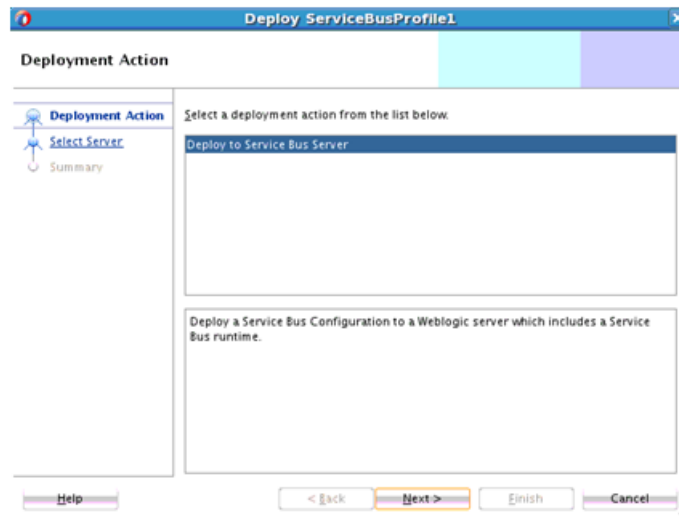 Deploy ServiceBusProfile1
Deployment Action
Deployment Action
Select Server
Summary
Select a deployment action from the list below.
Deploy to Service Bus Server
Deploy a Service Bus Configuration to a Weblogic server which includes a Service
Bus runtime.
Help
< Back
Next >
Finish
Cancel